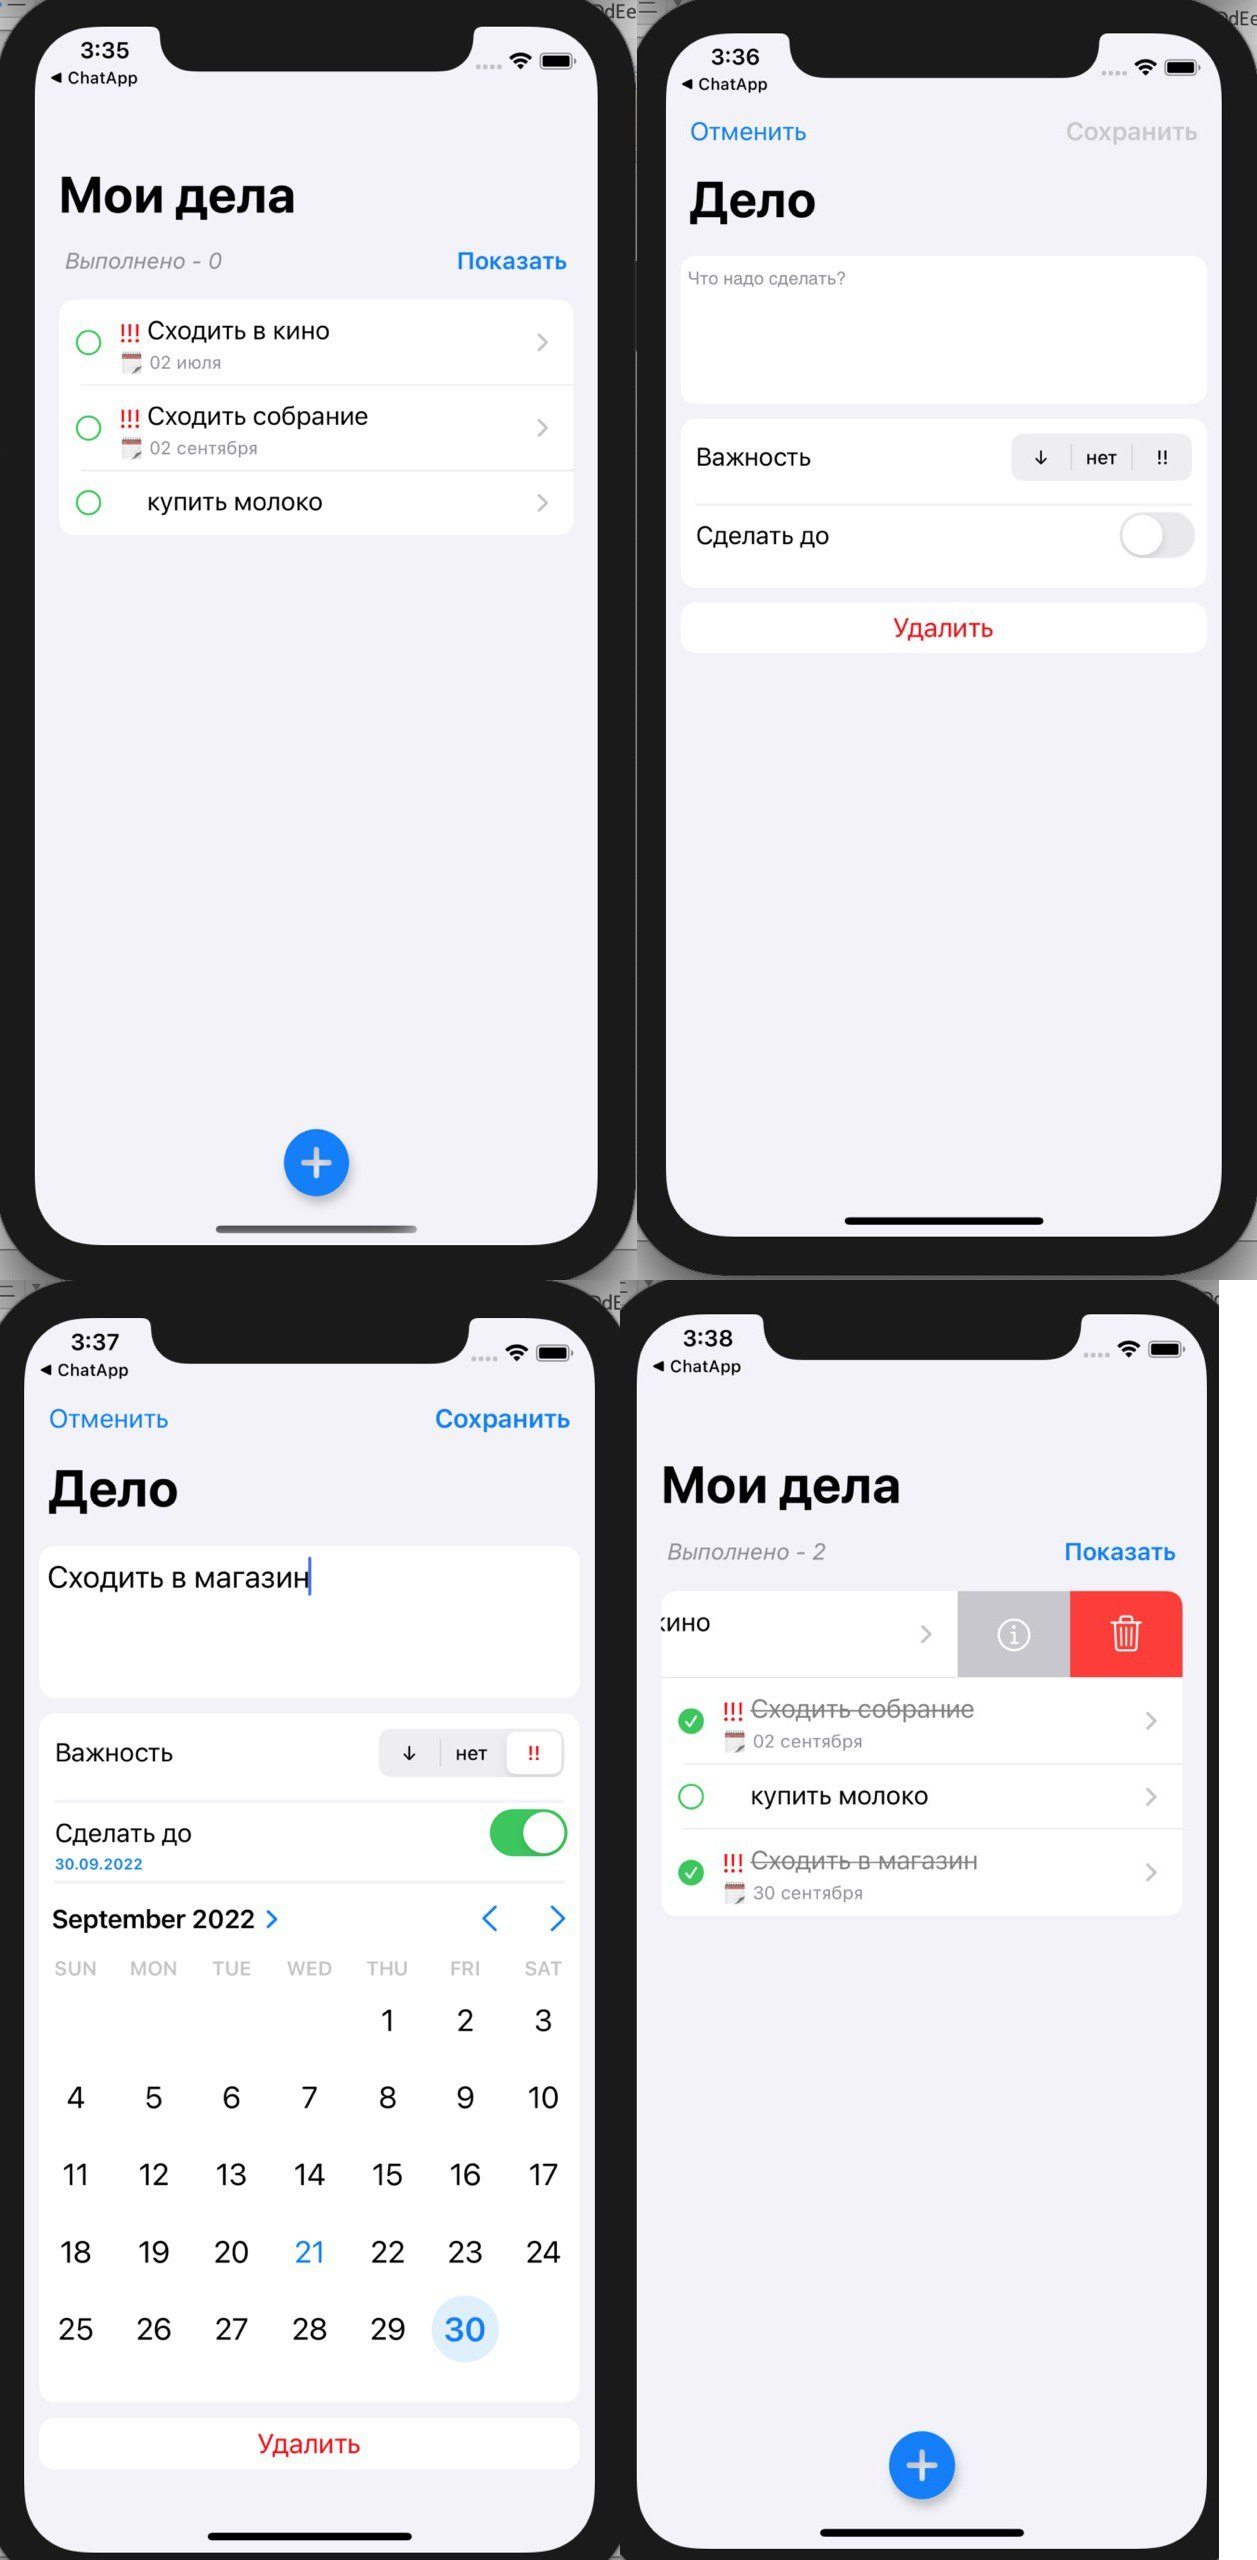 3:35
◀ ChatApp
Мои дела
Выполнено - 0 Показать
!!! Сходить в кино
02 июля
!!! Сходить собрание
02 сентября
купить молоко
3:36
◀ ChatApp
Отменить Сохранить
Дело
Что надо сделать?
Важность ↓ нет !!
Сделать до
Удалить
3:37
◀ ChatApp
Отменить Сохранить
Дело
Сходить в магазин
Важность ↓ нет !!
Сделать до
30.09.2022
September 2022
SUN MON TUE WED THU FRI SAT
1 2 3
4 5 6 7 8 9 10
11 12 13 14 15 16 17
18 19 20 21 22 23 24
25 26 27 28 29 30
Удалить
3:38
◀ ChatApp
Мои дела
Выполнено - 2 Показать
кино
!!! Сходить собрание
02 сентября
купить молоко
!!! Сходить в магазин
30 сентября